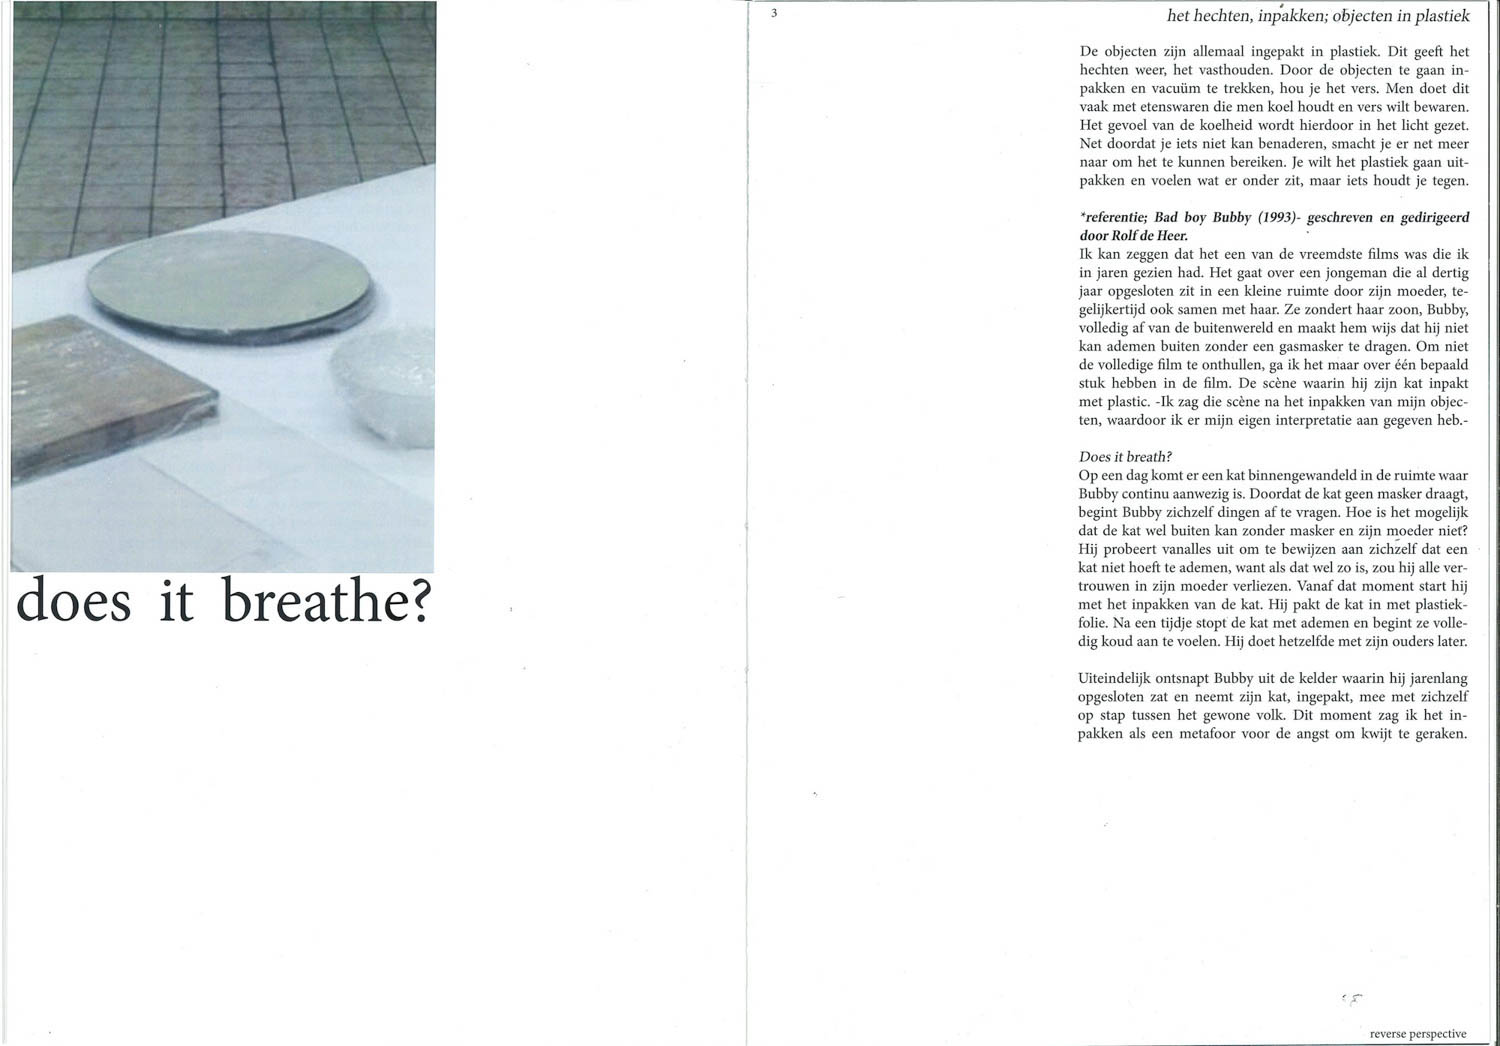 does it breathe?
3
het hechten, inpakken; objecten in plastiek
De objecten zijn allemaal ingepakt in plastiek. Dit geeft het
hechten weer, het vasthouden. Door de objecten te gaan in-
pakken en vacuüm te trekken, hou je het vers. Men doet dit
vaak met etenswaren die men koel houdt en vers wilt bewaren.
Het gevoel van de koelheid wordt hierdoor in het licht gezet.
Net doordat je iets niet kan benaderen, smacht je er net meer
naar om het te kunnen bereiken. Je wilt het plastiek gaan uit-
pakken en voelen wat er onder zit, maar iets houdt je tegen.
*referentie; Bad boy Bubby (1993)- geschreven en gedirigeerd
door Rolf de Heer.
Ik kan zeggen dat het een van de vreemdste films was die ik
in jaren gezien had. Het gaat over een jongeman die al dertig
jaar opgesloten zit in een kleine ruimte door zijn moeder, te-
gelijkertijd ook samen met haar. Ze zondert haar zoon, Bubby,
volledig af van de buitenwereld en maakt hem wijs dat hij niet
kan ademen buiten zonder een gasmasker te dragen. Om niet
de volledige film te onthullen, ga ik het maar over één bepaald
stuk hebben in de film. De scène waarin hij zijn kat inpakt
met plastic. -Ik zag die scène na het inpakken van mijn objec-
ten, waardoor ik er mijn eigen interpretatie aan gegeven heb.-
Does it breath?
Op een dag komt er een kat binnengewandeld in de ruimte waar
Bubby continu aanwezig is. Doordat de kat geen masker draagt,
begint Bubby zichzelf dingen af te vragen. Hoe is het mogelijk
dat de kat wel buiten kan zonder masker en zijn moeder niet?
Hij probeert vanalles uit om te bewijzen aan zichzelf dat een
kat niet hoeft te ademen, want als dat wel zo is, zou hij alle ver-
trouwen in zijn moeder verliezen. Vanaf dat moment start hij
met het inpakken van de kat. Hij pakt de kat in met plastiek-
folie. Na een tijdje stopt de kat met ademen en begint ze volle-
dig koud aan te voelen. Hij doet hetzelfde met zijn ouders later.
Uiteindelijk ontsnapt Bubby uit de kelder waarin hij jarenlang
opgesloten zat en neemt zijn kat, ingepakt, mee met zichzelf
op stap tussen het gewone volk. Dit moment zag ik het in-
pakken als een metafoor voor de angst om kwijt te geraken.
reverse perspective